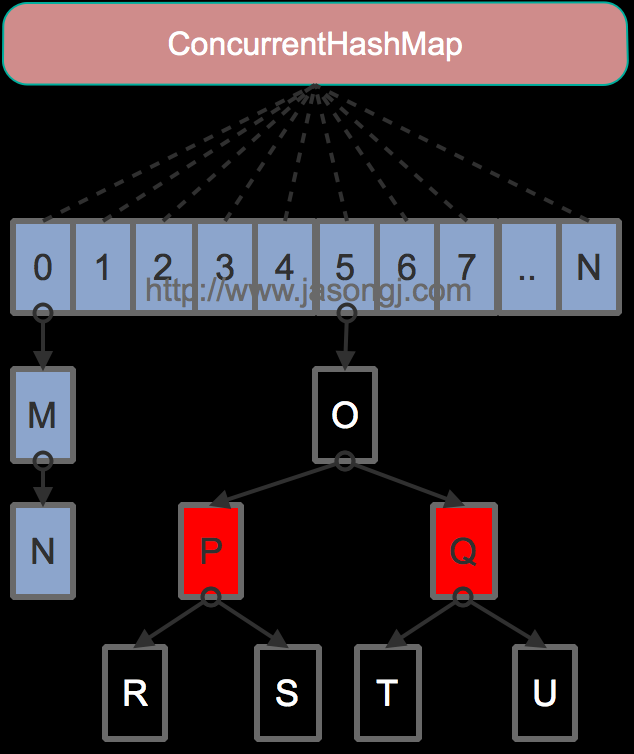 ConcurrentHashMap
0 1 2 3 4 5 6 7 .. N
http://www.jasongj.com
M O
N P Q
R S T U